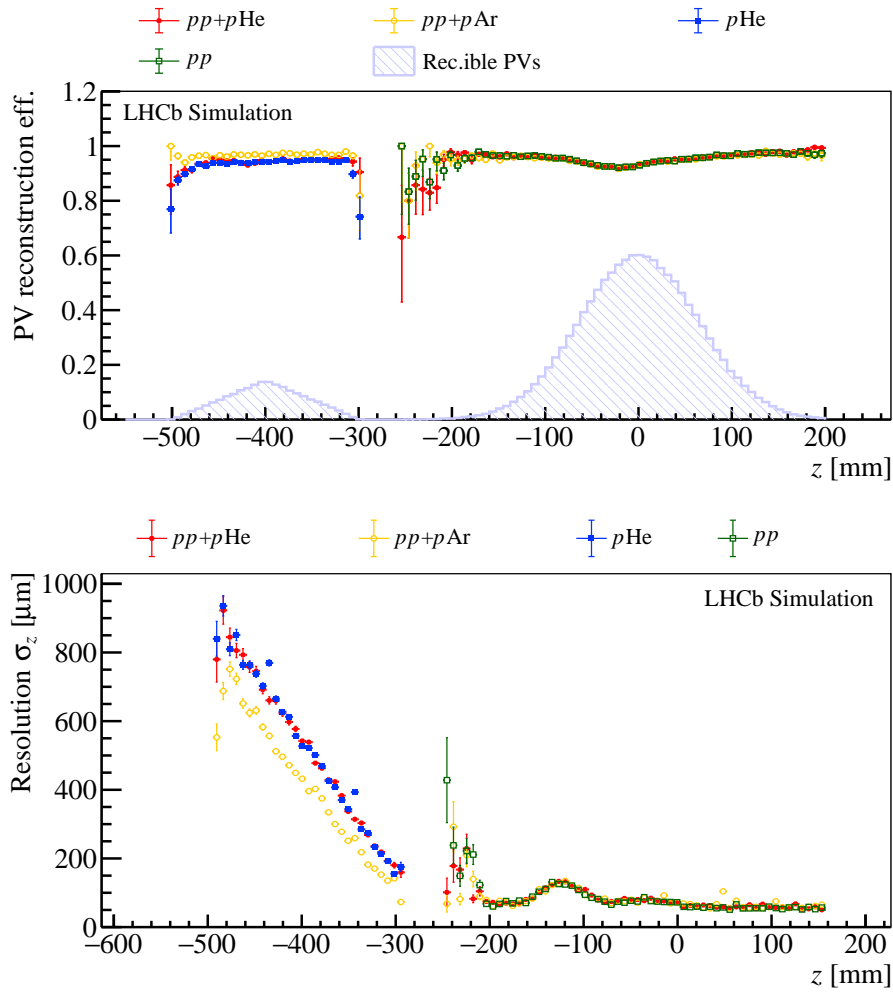 pp+pHe pp+pAr pHe
pp Rec.ible PVs
LHCb Simulation
PV reconstruction eff.
1.2
1
0.8
0.6
0.4
0.2
0
−500 −400 −300 −200 −100 0 100 200
z [mm]
pp+pHe pp+pAr pHe pp
LHCb Simulation
Resolution σz [μm]
1000
800
600
400
200
0
−600 −500 −400 −300 −200 −100 0 100 200
z [mm]